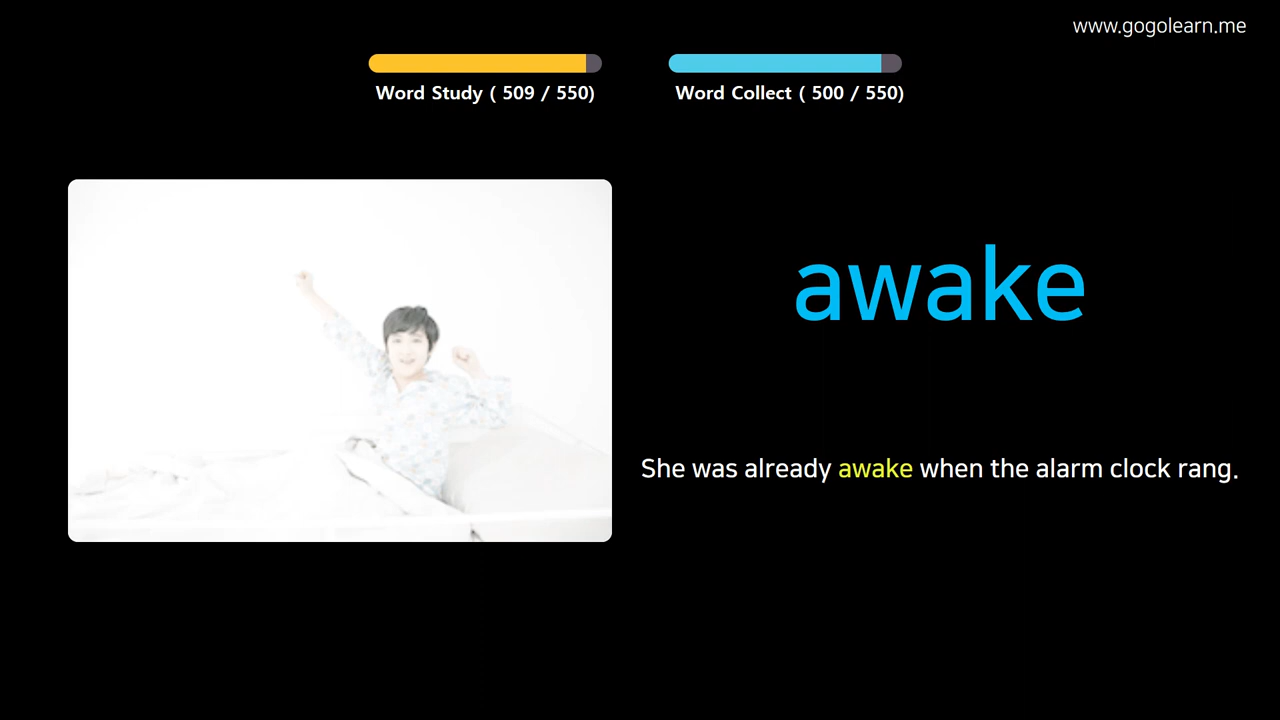 www.gogolearn.me
Word Study ( 509 / 550)
Word Collect ( 500 / 550)
awake
She was already awake when the alarm clock rang.